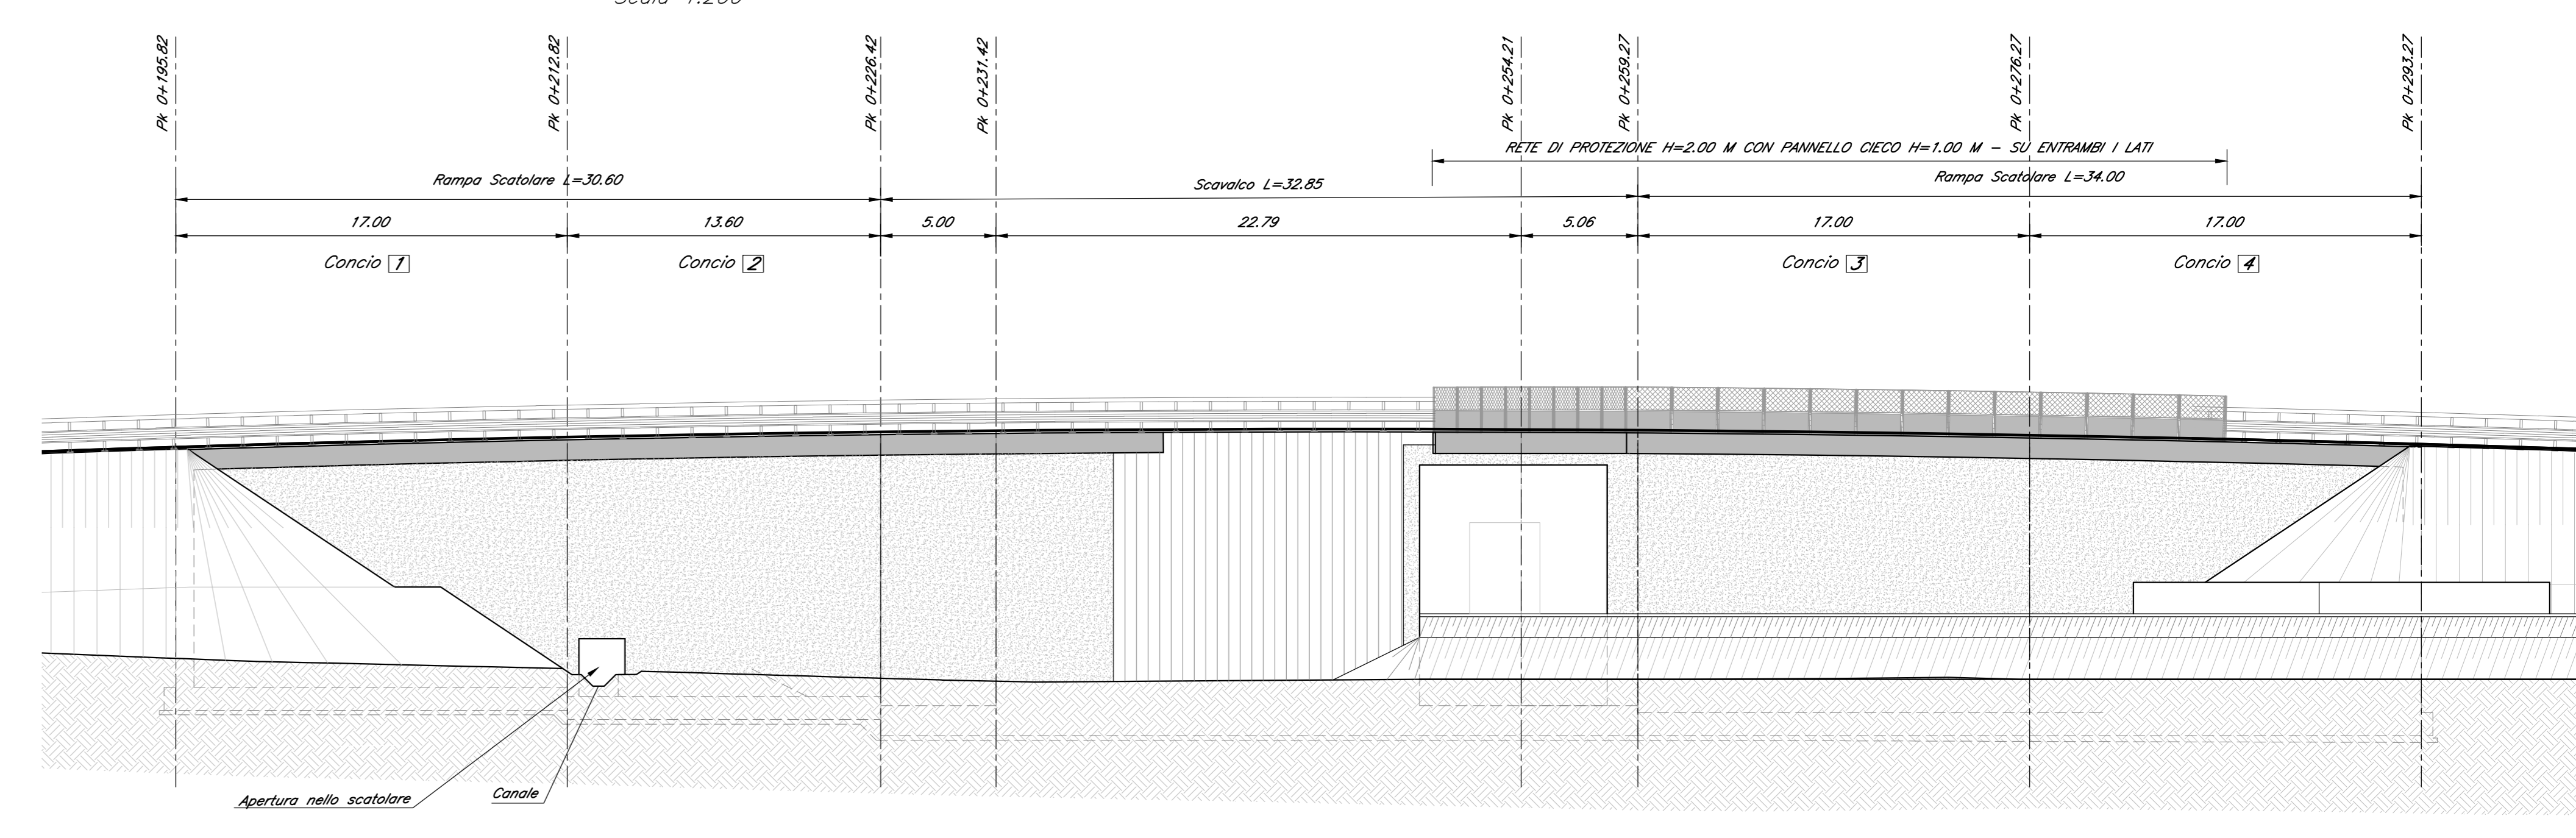 Scala 1:200
Pk 0+195.82
Pk 0+212.82
Pk 0+226.42
Pk 0+231.42
Pk 0+254.21
Pk 0+259.27
Pk 0+276.27
Pk 0+293.27
RETE DI PROTEZIONE H=2.00 M CON PANNELLO CIECO H=1.00 M – SU ENTRAMBI I LATI
Rampa Scatolare L=30.60
Scavalco L=32.85
Rampa Scatolare L=34.00
17.00
13.60
5.00
22.79
5.06
17.00
17.00
Concio 1
Concio 2
Concio 3
Concio 4
Apertura nello scatolare
Canale